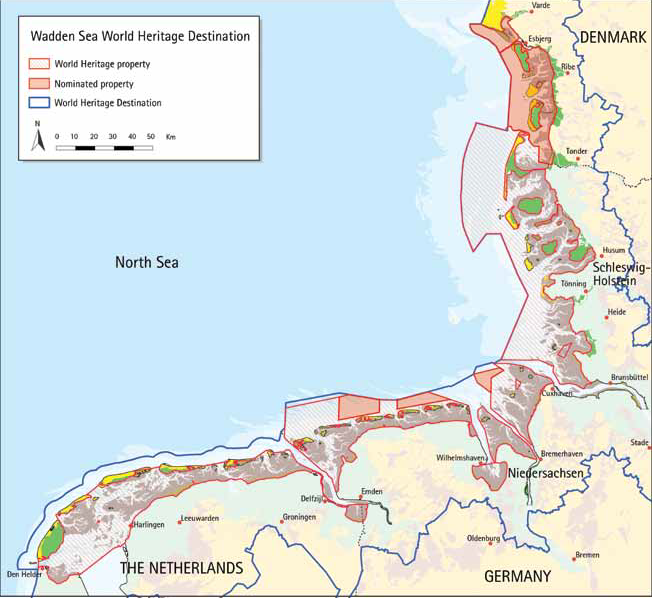 Wadden Sea World Heritage Destination
World Heritage property
Nominated property
World Heritage Destination
N
0 10 20 30 40 50 Km
Varde
Esbjerg
DENMARK
Ribe
Tønder
North Sea
Husum
Schleswig-
Holstein
Tönning
Heide
Brunsbüttel
Cuxhaven
Stade
Wilhelmshaven
Bremerhaven
Niedersachsen
Emden
Delfzijl
Harlingen
Leeuwarden
Groningen
Oldenburg
Bremen
Den Helder
THE NETHERLANDS
GERMANY